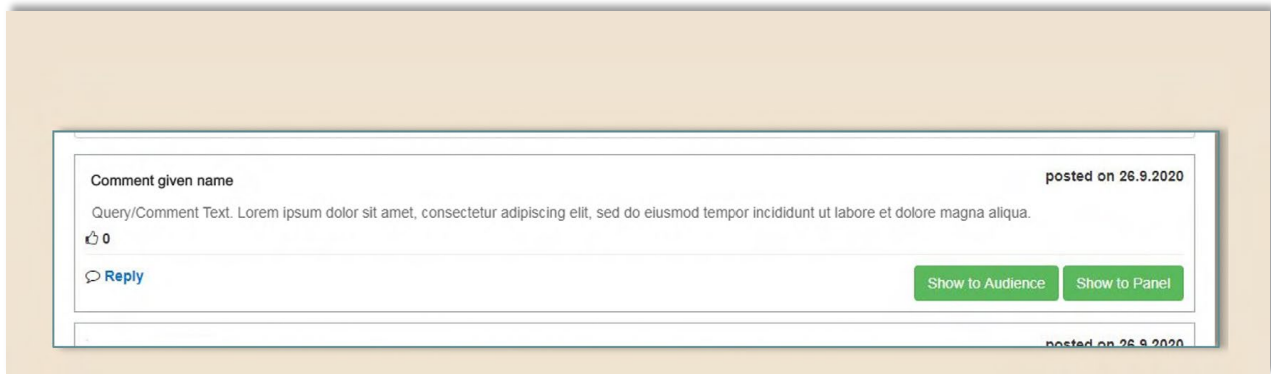 Comment given name
posted on 26.9.2020
Query/Comment Text. Lorem ipsum dolor sit amet, consectetur adipiscing elit, sed do eiusmod tempor incididunt ut labore et dolore magna aliqua.
0
Reply
Show to Audience
Show to Panel
posted on 26.9.2020